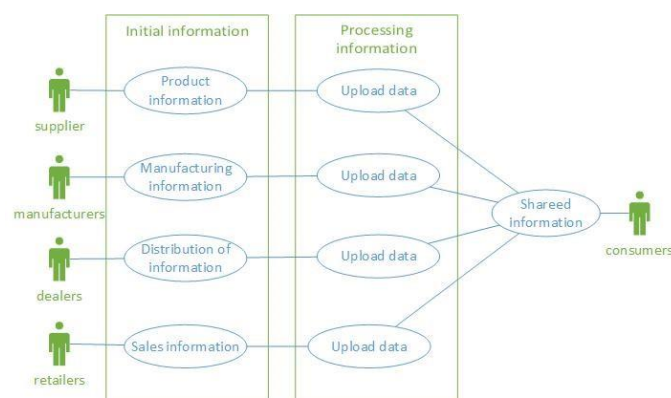 Initial information
Processing
information
supplier
Product
information
Upload data
manufacturers
Manufacturing
information
Upload data
Shareed
information
consumers
dealers
Distribution of
information
Upload data
retailers
Sales information
Upload data